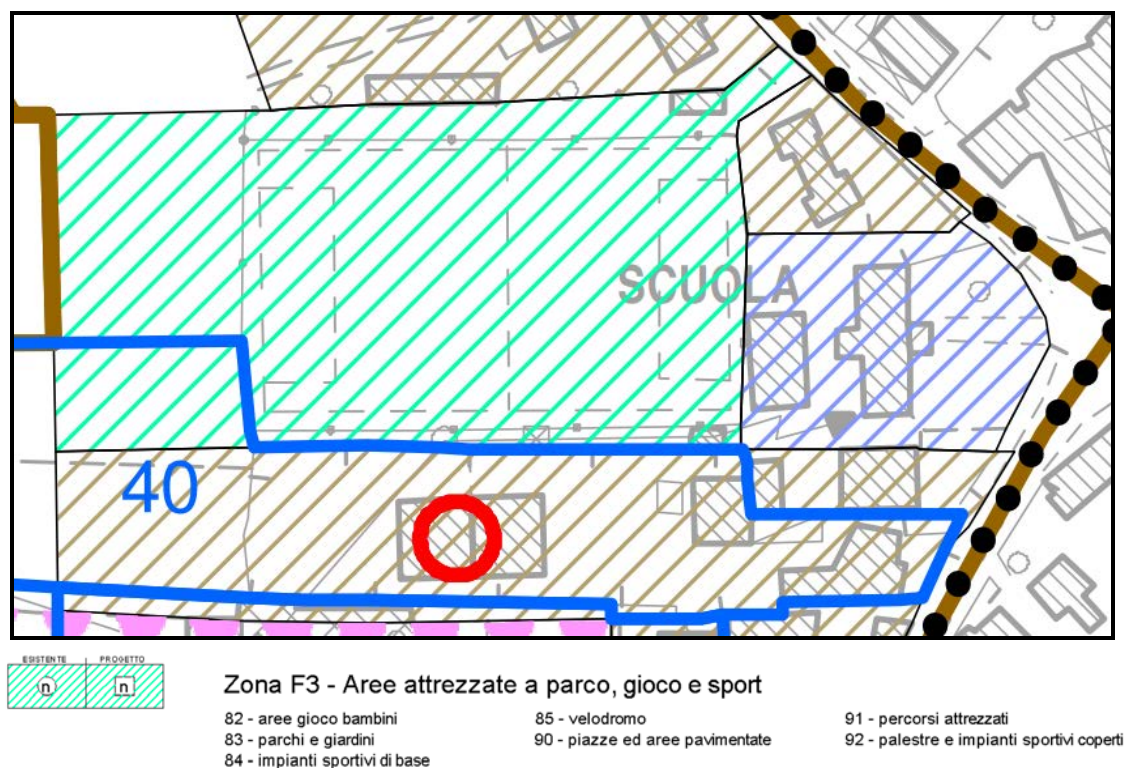 SCUOLA
40
ESISTENTE PROGETTO
n n
Zona F3 - Aree attrezzate a parco, gioco e sport
82 - aree gioco bambini 85 - velodromo 91 - percorsi attrezzati
83 - parchi e giardini 90 - piazze ed aree pavimentate 92 - palestre e impianti sportivi coperti
84 - impianti sportivi di base